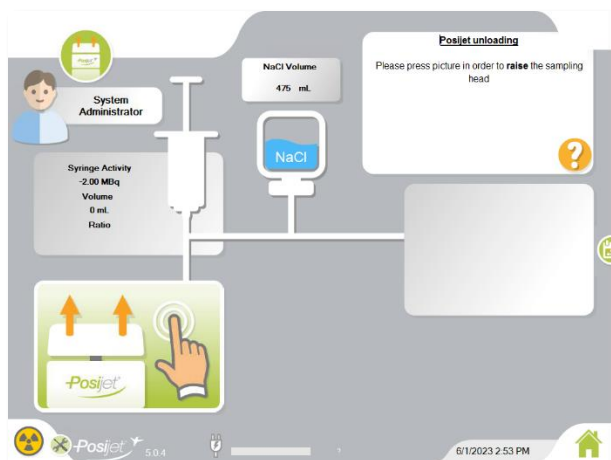 Posijet
Posijet unloading
Please press picture in order to raise the sampling
head
NaCl Volume
475 mL
System
Administrator
NaCl
?
Syringe Activity
-2.00 MBq
Volume
0 mL
Ratio
Posijet
Posijet 5.0.4
6/1/2023 2:53 PM